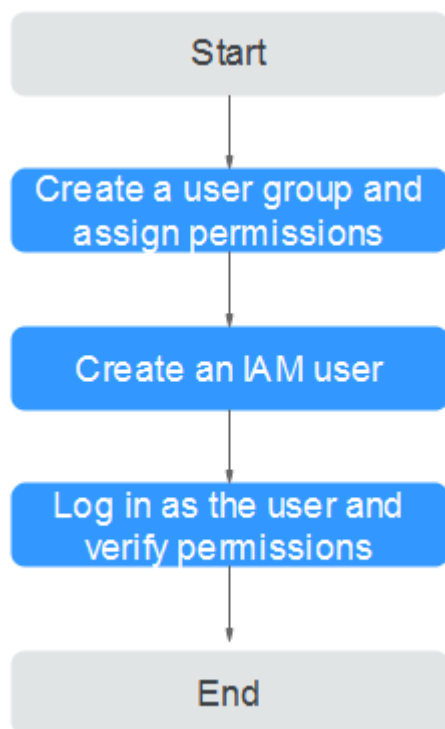 Start
Create a user group and
assign permissions
Create an IAM user
Log in as the user and
verify permissions
End